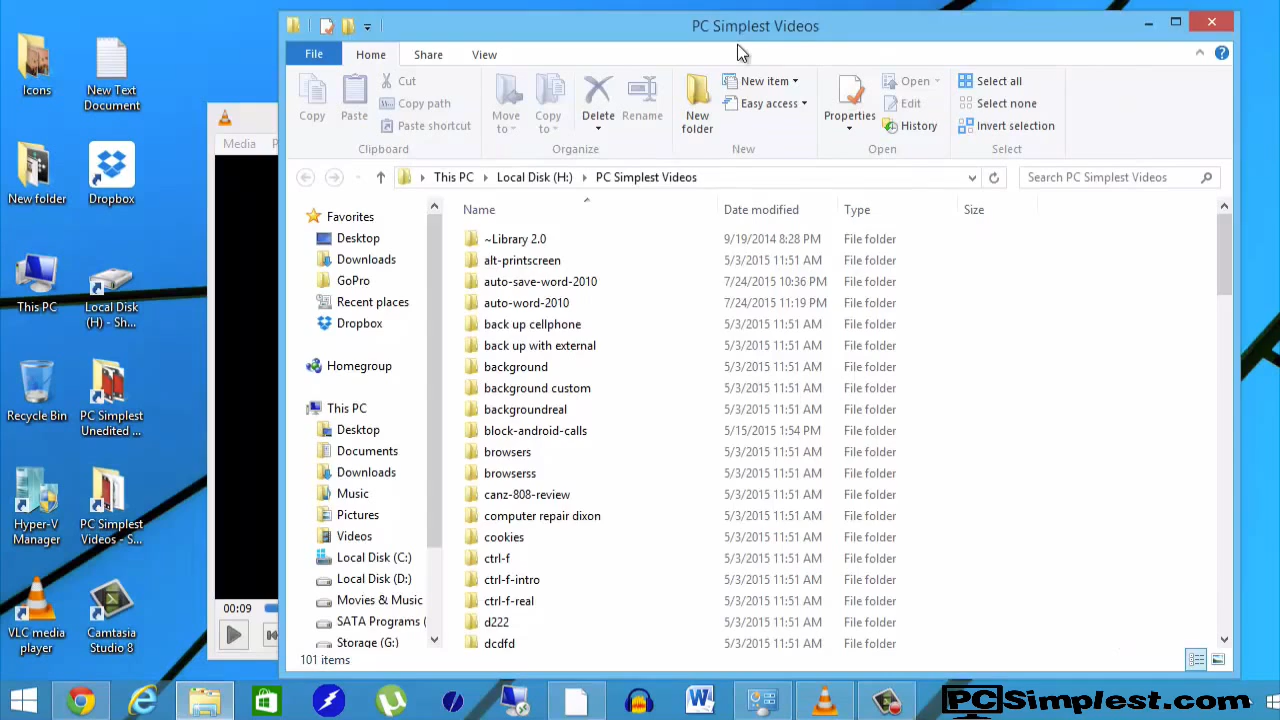 PC Simplest Videos
File Home Share View
Copy
Paste
Cut
Copy path
Paste shortcut
Clipboard
Move to
Copy to
Delete
Rename
Organize
New folder
New item
Easy access
New
Properties
Open
Edit
History
Open
Select all
Select none
Invert selection
Select
This PC Local Disk (H:) PC Simplest Videos
Search PC Simplest Videos
Icons
New Text
Document
New folder
Dropbox
This PC
Local Disk
(H) - Sh...
Recycle Bin
PC Simplest
Unedited ...
Hyper-V
Manager
PC Simplest
Videos - S...
VLC media
player
Camtasia
Studio 8
Media
00:09
Favorites
Desktop
Downloads
GoPro
Recent places
Dropbox
Homegroup
This PC
Desktop
Documents
Downloads
Music
Pictures
Videos
Local Disk (C:)
Local Disk (D:)
Movies & Music
SATA Programs (
Storage (G:)
Name Date modified Type Size
~Library 2.0 9/19/2014 8:28 PM File folder
alt-printscreen 5/3/2015 11:51 AM File folder
auto-save-word-2010 7/24/2015 10:36 PM File folder
auto-word-2010 7/24/2015 11:19 PM File folder
back up cellphone 5/3/2015 11:51 AM File folder
back up with external 5/3/2015 11:51 AM File folder
background 5/3/2015 11:51 AM File folder
background custom 5/3/2015 11:51 AM File folder
backgroundreal 5/3/2015 11:51 AM File folder
block-android-calls 5/15/2015 1:54 PM File folder
browsers 5/3/2015 11:51 AM File folder
browserss 5/3/2015 11:51 AM File folder
canz-808-review 5/3/2015 11:51 AM File folder
computer repair dixon 5/3/2015 11:51 AM File folder
cookies 5/3/2015 11:51 AM File folder
ctrl-f 5/3/2015 11:51 AM File folder
ctrl-f-intro 5/3/2015 11:51 AM File folder
ctrl-f-real 5/3/2015 11:51 AM File folder
d222 5/3/2015 11:51 AM File folder
dcdfd 5/3/2015 11:51 AM File folder
101 items
PCSimplest.com